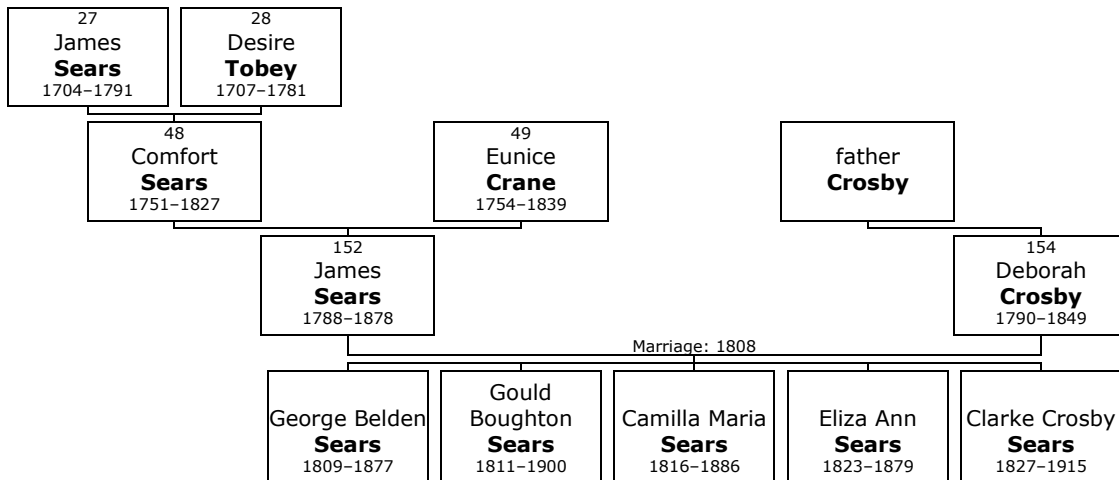 27
James
Sears
1704–1791
28
Desire
Tobey
1707–1781
48
Comfort
Sears
1751–1827
49
Eunice
Crane
1754–1839
father
Crosby
152
James
Sears
1788–1878
154
Deborah
Crosby
1790–1849
Marriage: 1808
George Belden
Sears
1809–1877
Gould
Boughton
Sears
1811–1900
Camilla Maria
Sears
1816–1886
Eliza Ann
Sears
1823–1879
Clarke Crosby
Sears
1827–1915